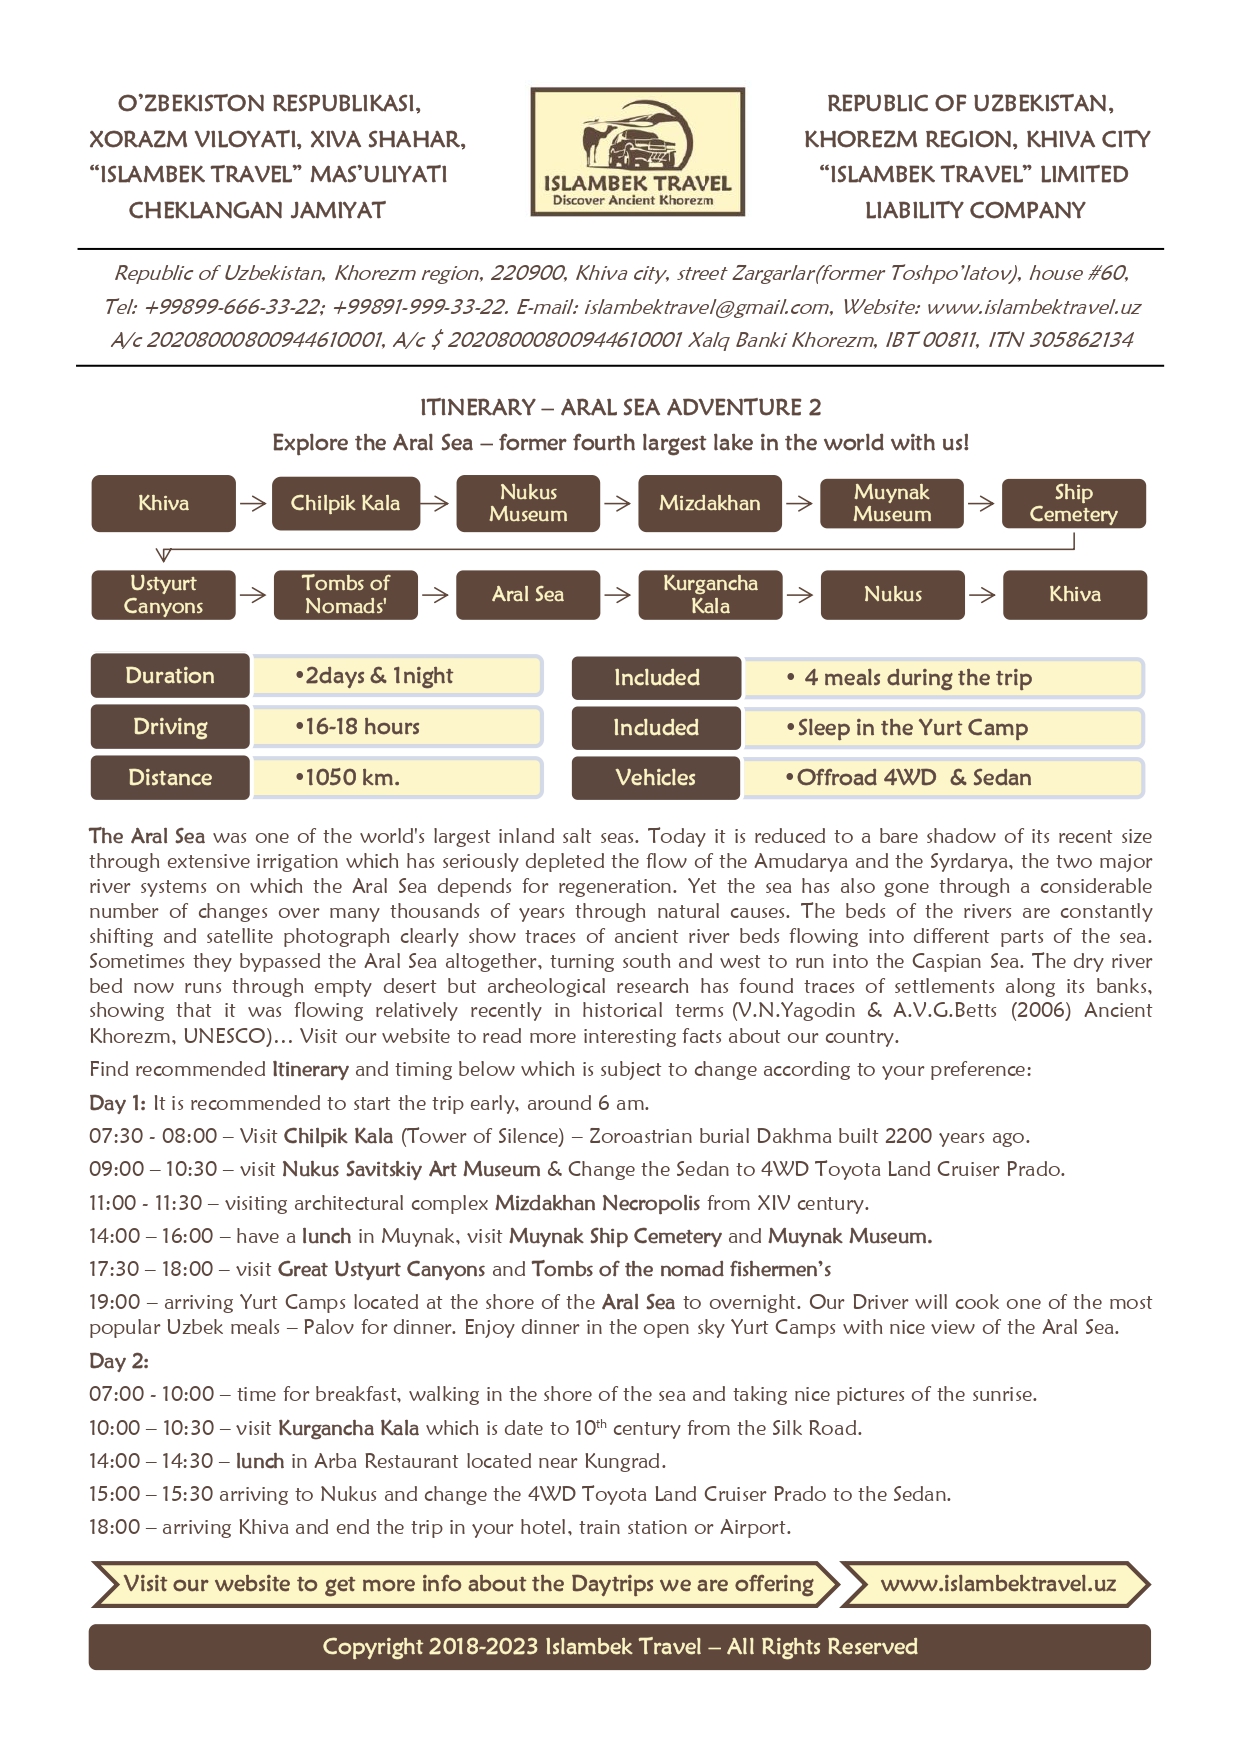 O’ZBEKISTON RESPUBLIKASI,
XORAZM VILOYATI, XIVA SHAHAR,
“ISLAMBEK TRAVEL” MAS’ULIYATI
CHEKLANGAN JAMIYAT
ISLAMBEK TRAVEL
Discover Ancient Khorezm
REPUBLIC OF UZBEKISTAN,
KHOREZM REGION, KHIVA CITY
“ISLAMBEK TRAVEL” LIMITED
LIABILITY COMPANY
Republic of Uzbekistan, Khorezm region, 220900, Khiva city, street Zargarlar(former Toshpo’latov), house #60,
Tel: +99899-666-33-22; +99891-999-33-22. E-mail: islambektravel@gmail.com, Website: www.islambektravel.uz
A/c 20208000800944610001, A/c $ 20208000800944610001 Xalq Banki Khorezm, IBT 00811, ITN 305862134
ITINERARY – ARAL SEA ADVENTURE 2
Explore the Aral Sea – former fourth largest lake in the world with us!
Khiva
Chilpik Kala
Nukus
Museum
Mizdakhan
Muynak
Museum
Ship
Cemetery
Ustyurt
Canyons
Tombs of
Nomads'
Aral Sea
Kurgancha
Kala
Nukus
Khiva
Duration
•2days & 1night
Driving
•16-18 hours
Distance
•1050 km.
Included
• 4 meals during the trip
Included
•Sleep in the Yurt Camp
Vehicles
•Offroad 4WD & Sedan
The Aral Sea was one of the world's largest inland salt seas. Today it is reduced to a bare shadow of its recent size
through extensive irrigation which has seriously depleted the flow of the Amudarya and the Syrdarya, the two major
river systems on which the Aral Sea depends for regeneration. Yet the sea has also gone through a considerable
number of changes over many thousands of years through natural causes. The beds of the rivers are constantly
shifting and satellite photograph clearly show traces of ancient river beds flowing into different parts of the sea.
Sometimes they bypassed the Aral Sea altogether, turning south and west to run into the Caspian Sea. The dry river
bed now runs through empty desert but archeological research has found traces of settlements along its banks,
showing that it was flowing relatively recently in historical terms (V.N.Yagodin & A.V.G.Betts (2006) Ancient
Khorezm, UNESCO)… Visit our website to read more interesting facts about our country.
Find recommended Itinerary and timing below which is subject to change according to your preference:
Day 1: It is recommended to start the trip early, around 6 am.
07:30 - 08:00 – Visit Chilpik Kala (Tower of Silence) – Zoroastrian burial Dakhma built 2200 years ago.
09:00 – 10:30 – visit Nukus Savitskiy Art Museum & Change the Sedan to 4WD Toyota Land Cruiser Prado.
11:00 - 11:30 – visiting architectural complex Mizdakhan Necropolis from XIV century.
14:00 – 16:00 – have a lunch in Muynak, visit Muynak Ship Cemetery and Muynak Museum.
17:30 – 18:00 – visit Great Ustyurt Canyons and Tombs of the nomad fishermen’s
19:00 – arriving Yurt Camps located at the shore of the Aral Sea to overnight. Our Driver will cook one of the most
popular Uzbek meals – Palov for dinner. Enjoy dinner in the open sky Yurt Camps with nice view of the Aral Sea.
Day 2:
07:00 - 10:00 – time for breakfast, walking in the shore of the sea and taking nice pictures of the sunrise.
10:00 – 10:30 – visit Kurgancha Kala which is date to 10th century from the Silk Road.
14:00 – 14:30 – lunch in Arba Restaurant located near Kungrad.
15:00 – 15:30 arriving to Nukus and change the 4WD Toyota Land Cruiser Prado to the Sedan.
18:00 – arriving Khiva and end the trip in your hotel, train station or Airport.
Visit our website to get more info about the Daytrips we are offering
www.islambektravel.uz
Copyright 2018-2023 Islambek Travel – All Rights Reserved